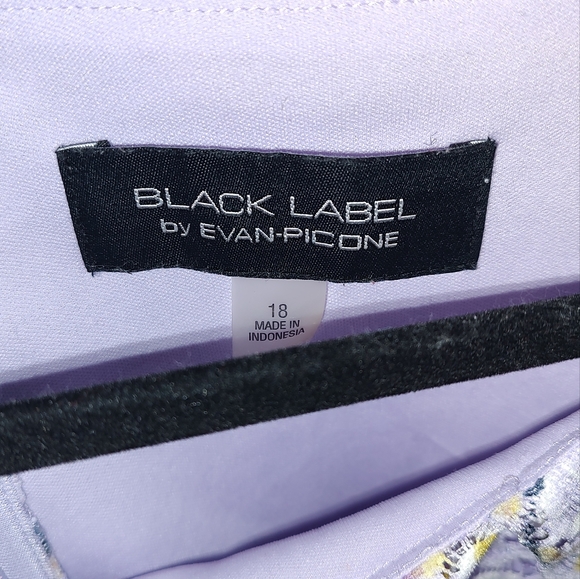 BLACK LABEL
by EVAN-PICONE
18
MADE IN
INDONESIA